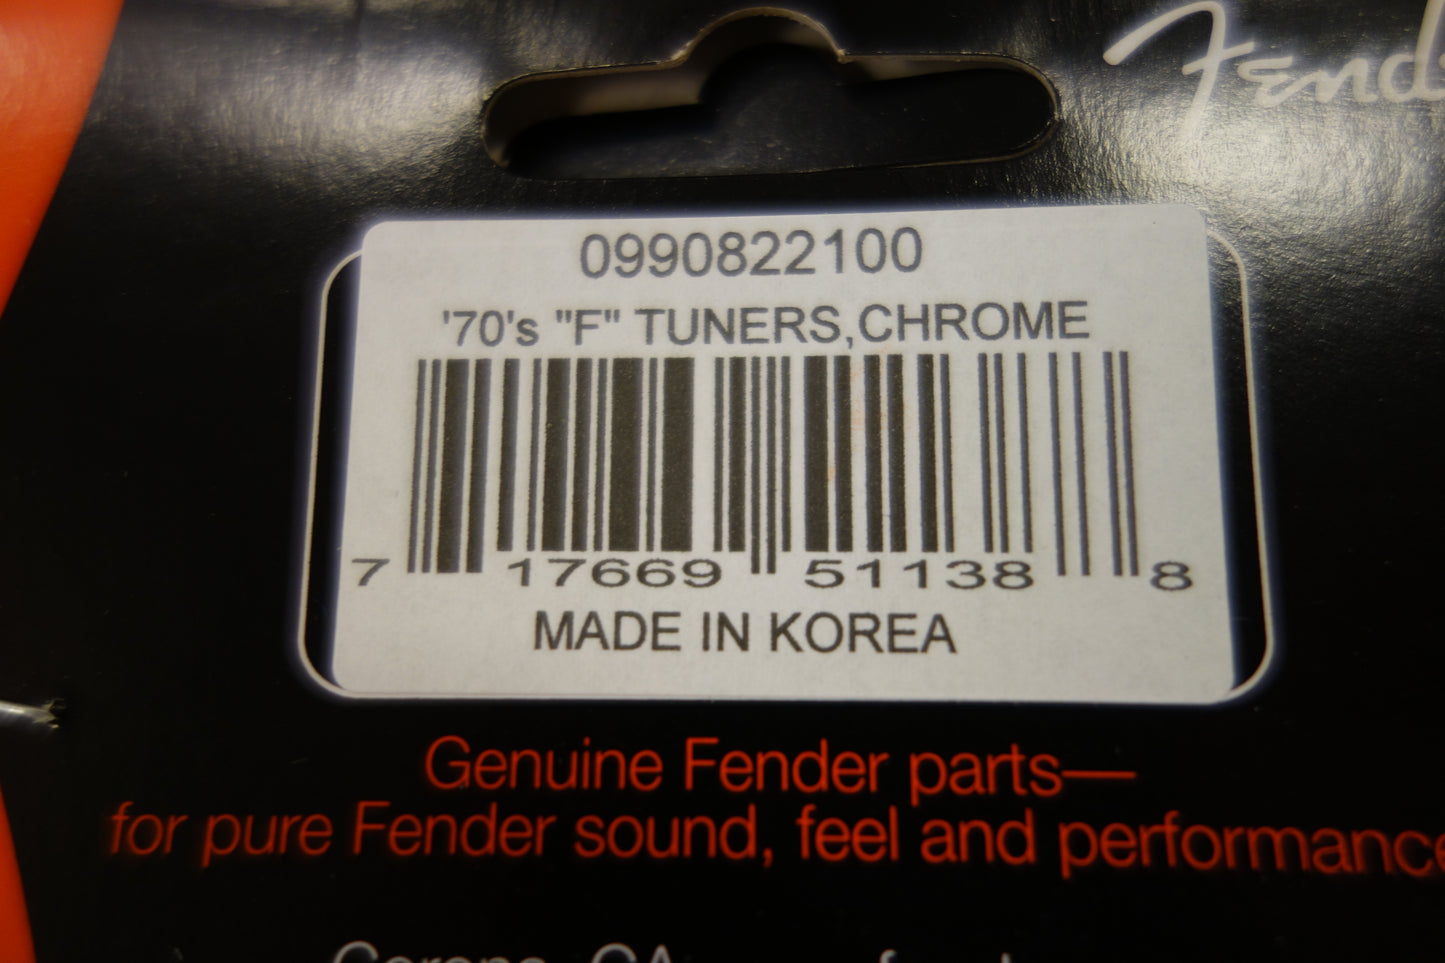 Fend
0990822100
'70's "F" TUNERS,CHROME
7 17669 51138 8
MADE IN KOREA
Genuine Fender parts—
for pure Fender sound, feel and performance